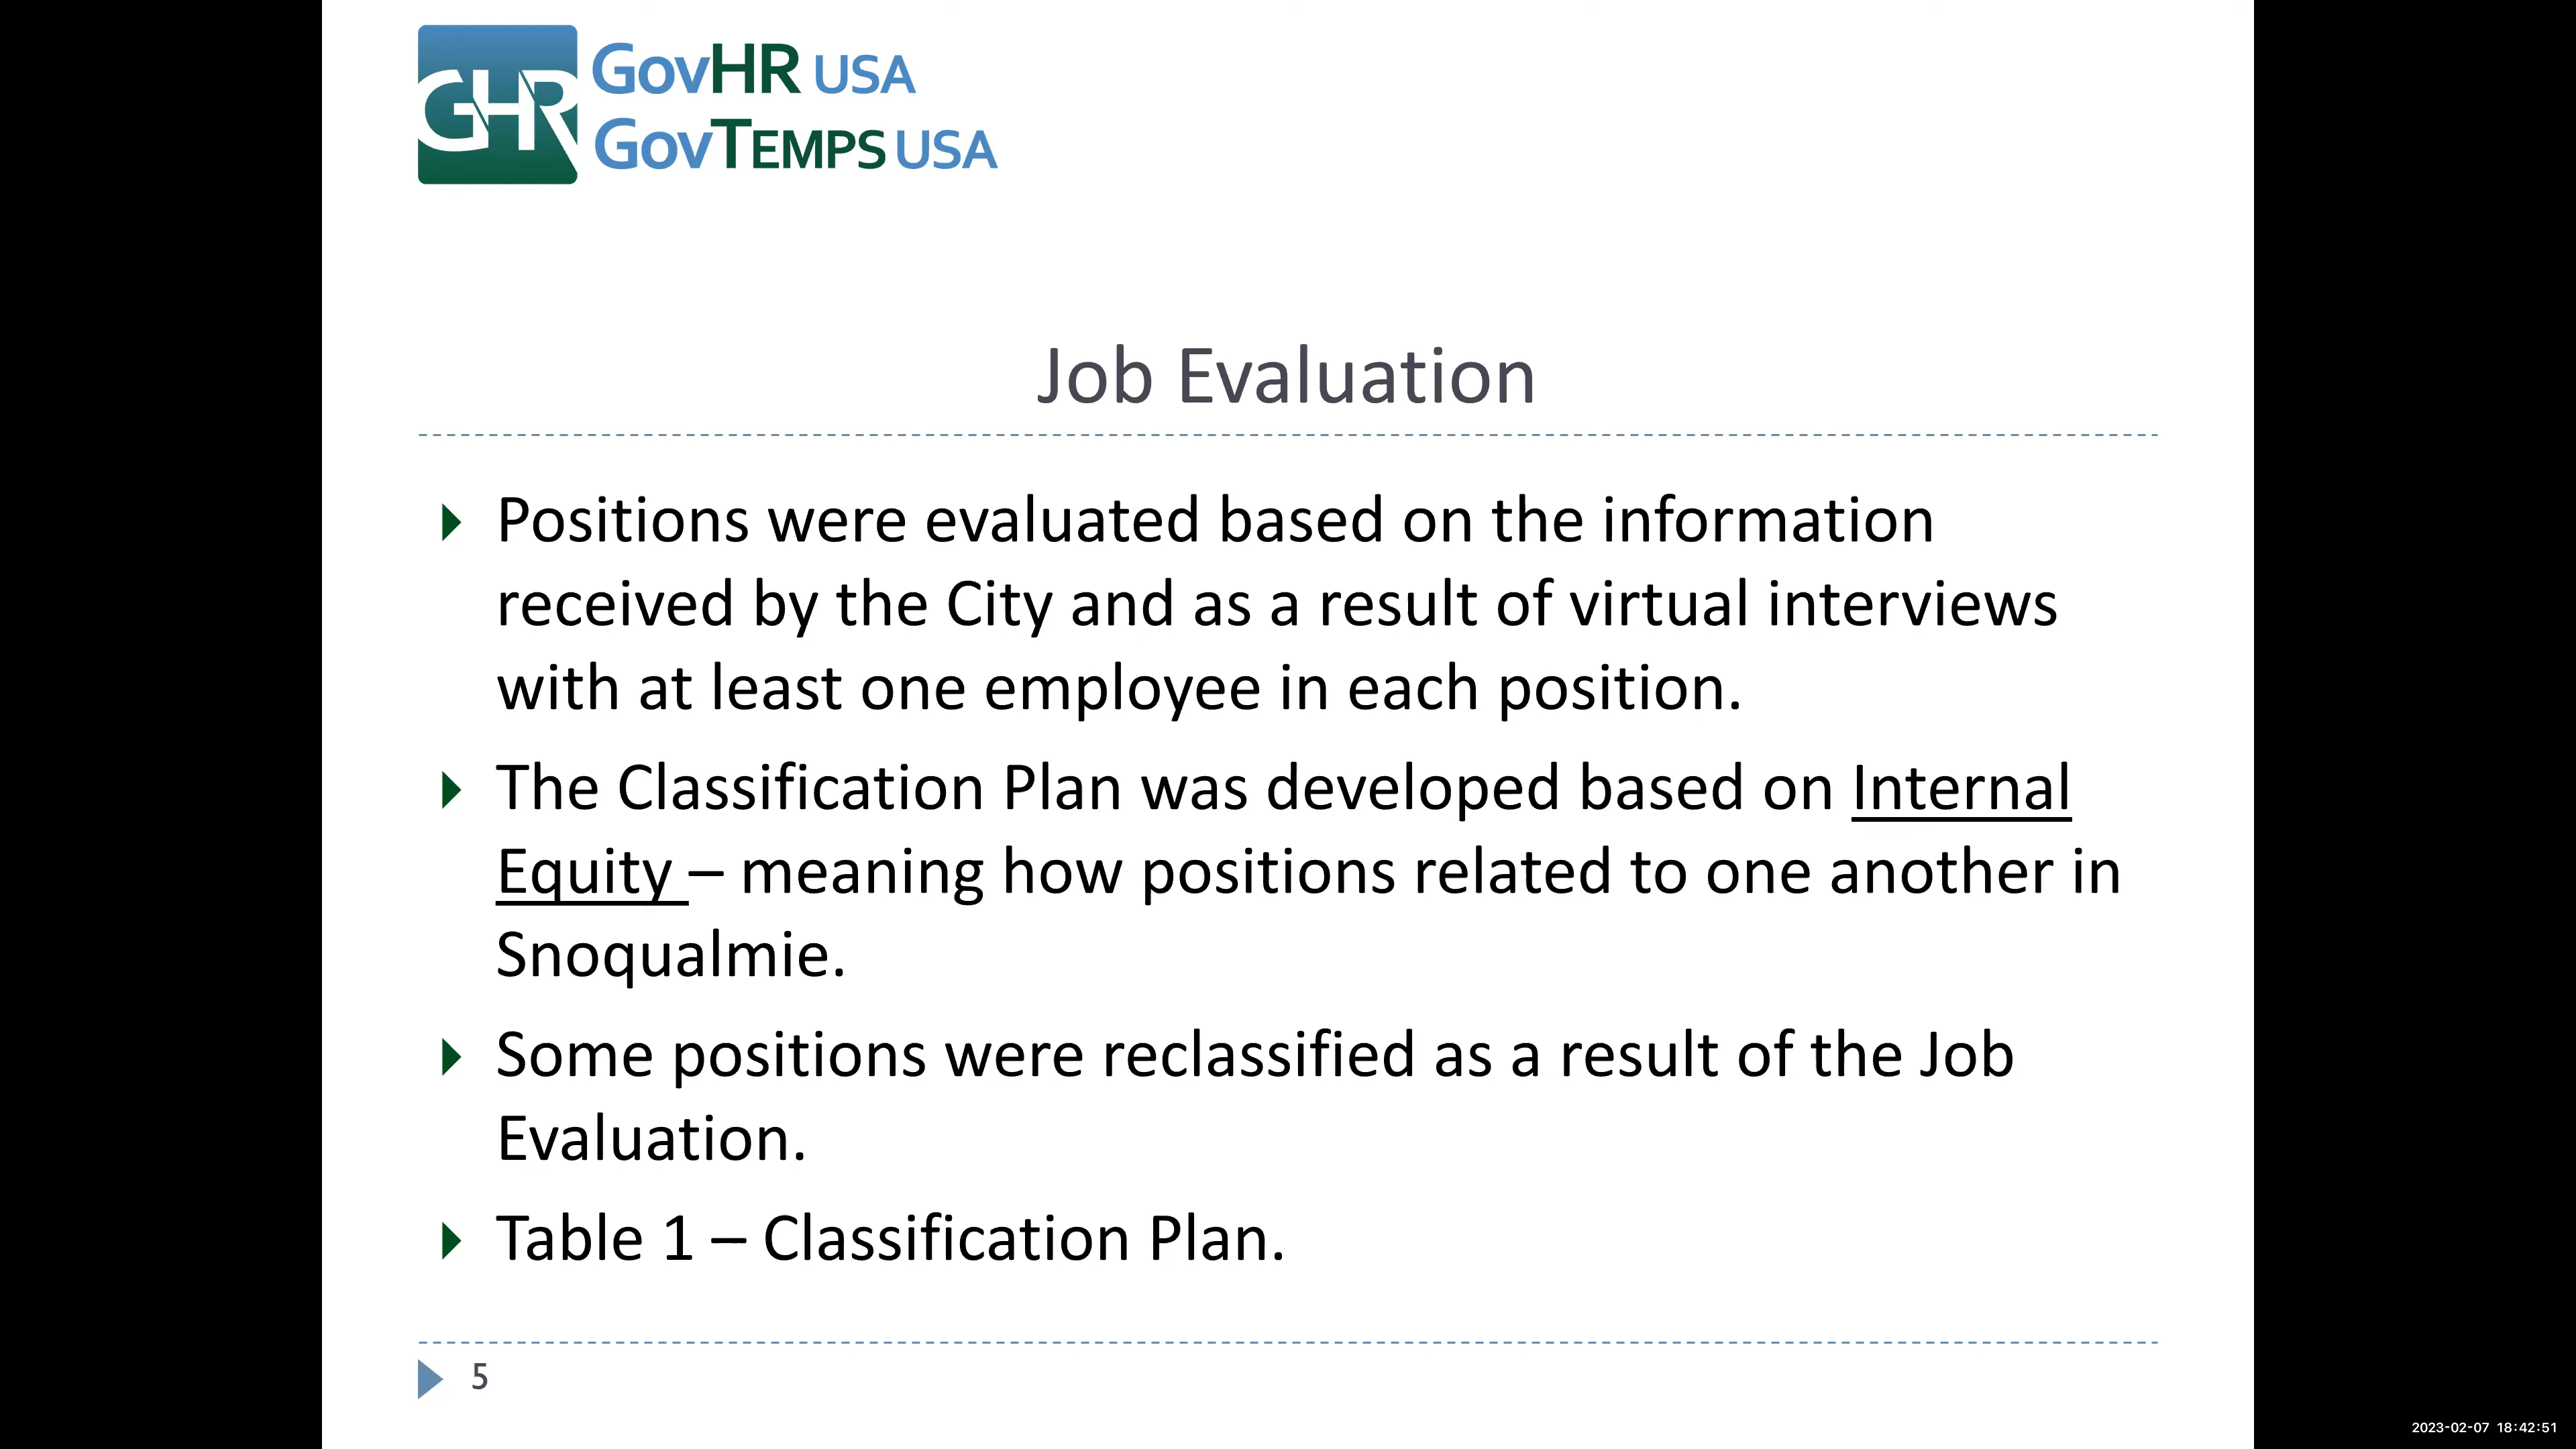 GHR
GovHR USA
GovTEMPS USA
Job Evaluation
Positions were evaluated based on the information
received by the City and as a result of virtual interviews
with at least one employee in each position.
The Classification Plan was developed based on Internal
Equity – meaning how positions related to one another in
Snoqualmie.
Some positions were reclassified as a result of the Job
Evaluation.
Table 1 – Classification Plan.
5
2023-02-07 18:42:51